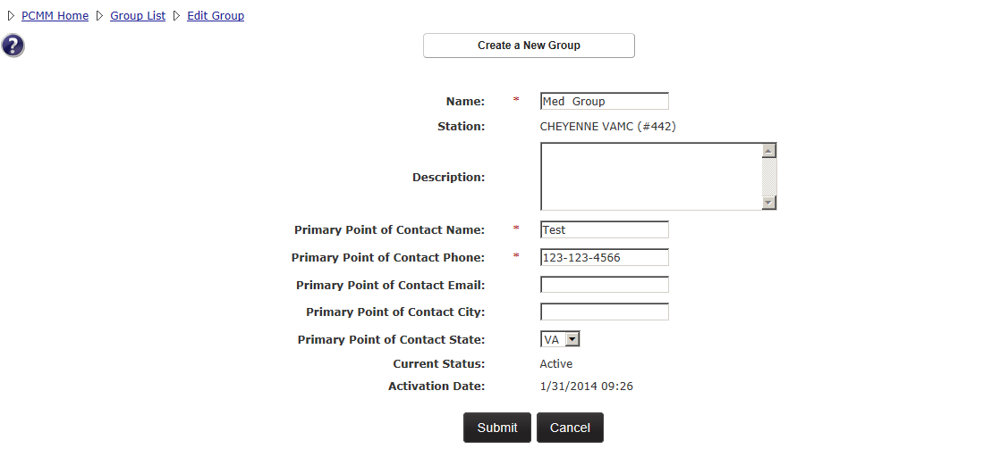 PCMM Home Group List Edit Group
?
Create a New Group
Name: * Med  Group
Station: CHEYENNE VAMC (#442)
Description:
Primary Point of Contact Name: * Test
Primary Point of Contact Phone: * 123-123-4566
Primary Point of Contact Email:
Primary Point of Contact City:
Primary Point of Contact State: VA
Current Status: Active
Activation Date: 1/31/2014 09:26
Submit Cancel